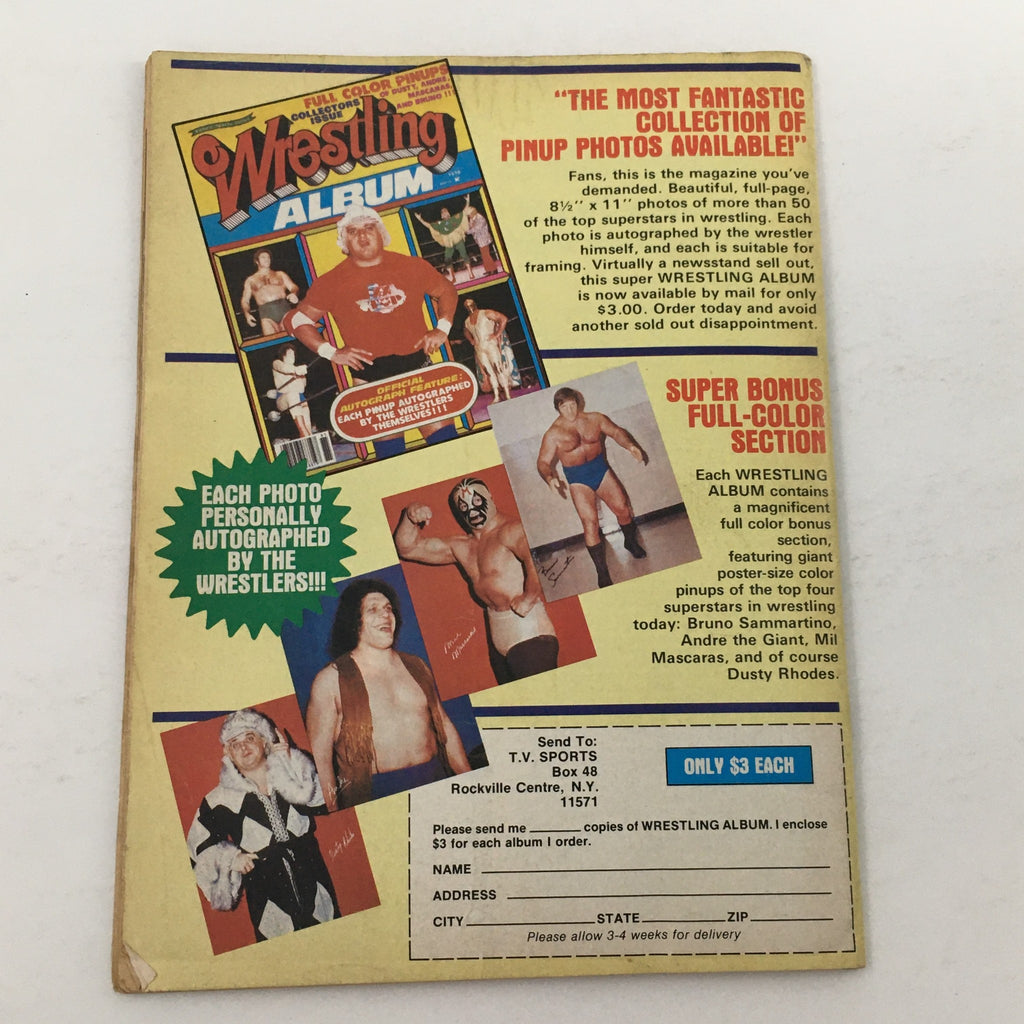 FULL COLOR PINUPS
OF DUSTY, ANDRE,
MASCARAS,
AND BRUNO!!!
COLLECTORS
ISSUE
Wrestling
ALBUM
OFFICIAL
AUTOGRAPH FEATURE:
EACH PINUP AUTOGRAPHED
BY THE WRESTLERS
THEMSELVES!!!
"THE MOST FANTASTIC
COLLECTION OF
PINUP PHOTOS AVAILABLE!"
Fans, this is the magazine you've
demanded. Beautiful, full-page,
8½" x 11" photos of more than 50
of the top superstars in wrestling. Each
photo is autographed by the wrestler
himself, and each is suitable for
framing. Virtually a newsstand sell out,
this super WRESTLING ALBUM
is now available by mail for only
$3.00. Order today and avoid
another sold out disappointment.
SUPER BONUS
FULL-COLOR
SECTION
Each WRESTLING
ALBUM contains
a magnificent
full color bonus
section,
featuring giant
poster-size color
pinups of the top four
superstars in wrestling
today: Bruno Sammartino,
Andre the Giant, Mil
Mascaras, and of course
Dusty Rhodes.
EACH PHOTO
PERSONALLY
AUTOGRAPHED
BY THE
WRESTLERS!!!
Mil
Mascaras
Dusty Rhodes
Send To:
T.V. SPORTS
Box 48
Rockville Centre, N.Y.
11571
ONLY $3 EACH
Please send me ______ copies of WRESTLING ALBUM. I enclose
$3 for each album I order.
NAME
ADDRESS
CITY STATE ZIP
Please allow 3-4 weeks for delivery